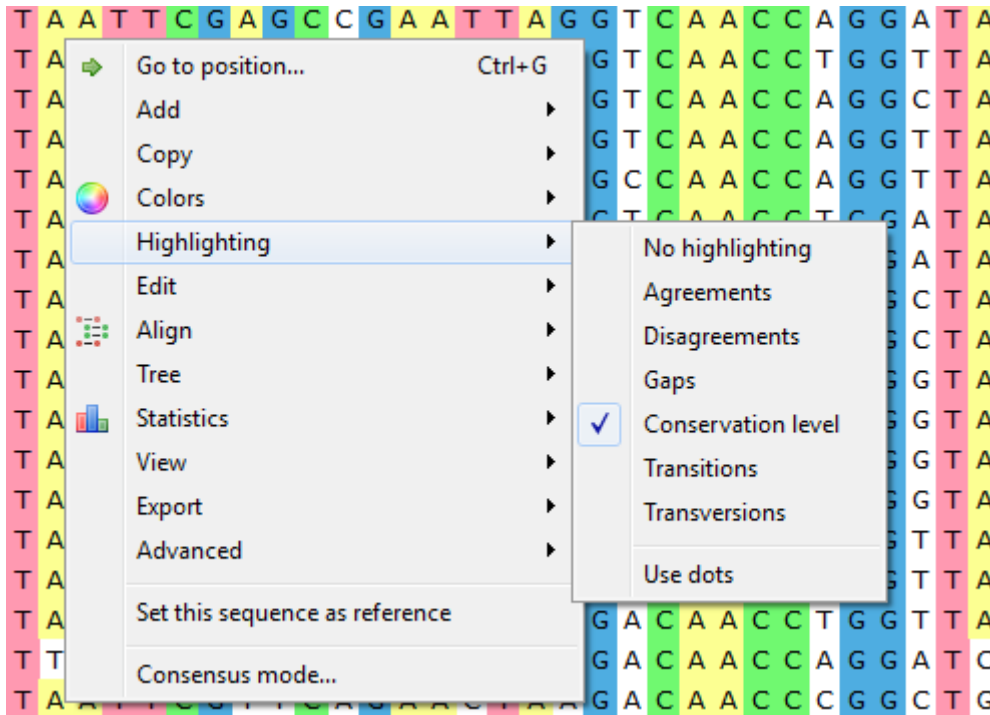 T A A T T C G A G C C G A A T T A G G T C A A C C A G G A T A
T A G T C A A C C T G G T T A
T A G T C A A C C A G G C T A
T A G T C A A C C A G G T T A
T A G C C A A C C A G G T T A
T A G T C A A C C T G G A T A
T A G A T A
T A G C T A
T A G C T A
T A G G T A
T A G G T A
T A G G T A
T A G G T A
T A G T T A
T A G T T A
T A G A C A A C C T G G T T A
T T G A C A A C C A G G A T C
T A A T T C G T T C A G A A C T A A G A C A A C C C G G C T G
Go to position... Ctrl+G
Add
Copy
Colors
Highlighting
Edit
Align
Tree
Statistics
View
Export
Advanced
Set this sequence as reference
Consensus mode...
No highlighting
Agreements
Disagreements
Gaps
Conservation level
Transitions
Transversions
Use dots